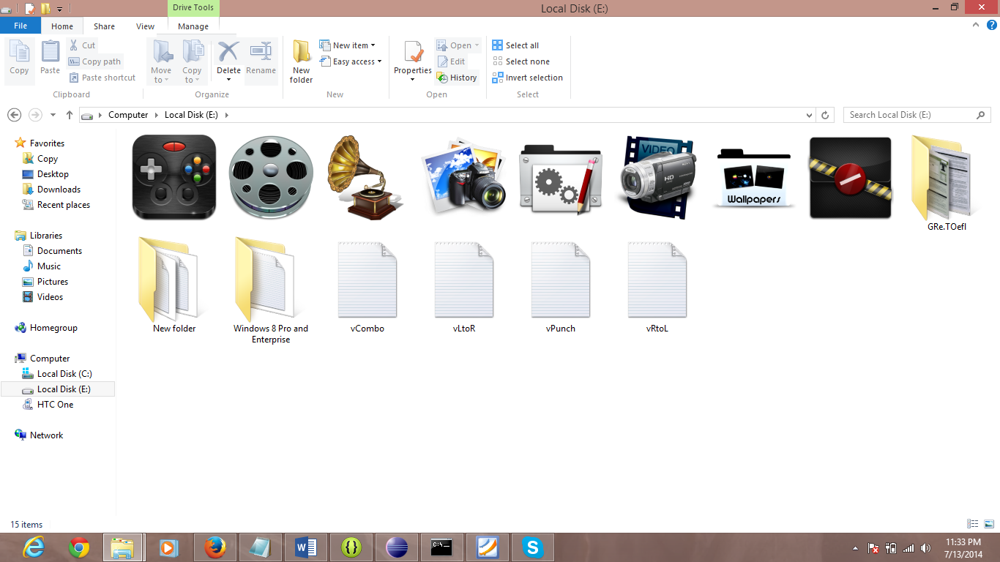 Drive Tools
Local Disk (E:)
File
Home
Share
View
Manage
Copy
Paste
Cut
Copy path
Paste shortcut
Clipboard
Move to
Copy to
Delete
Rename
Organize
New folder
New item
Easy access
New
Properties
Open
Edit
History
Open
Select all
Select none
Invert selection
Select
Computer
Local Disk (E:)
Search Local Disk (E:)
Favorites
Copy
Desktop
Downloads
Recent places
Libraries
Documents
Music
Pictures
Videos
Homegroup
Computer
Local Disk (C:)
Local Disk (E:)
HTC One
Network
VIDEO
HD
Wallpapers
GRe.TOefl
New folder
Windows 8 Pro and
Enterprise
vCombo
vLtoR
vPunch
vRtoL
15 items
11:33 PM
7/13/2014